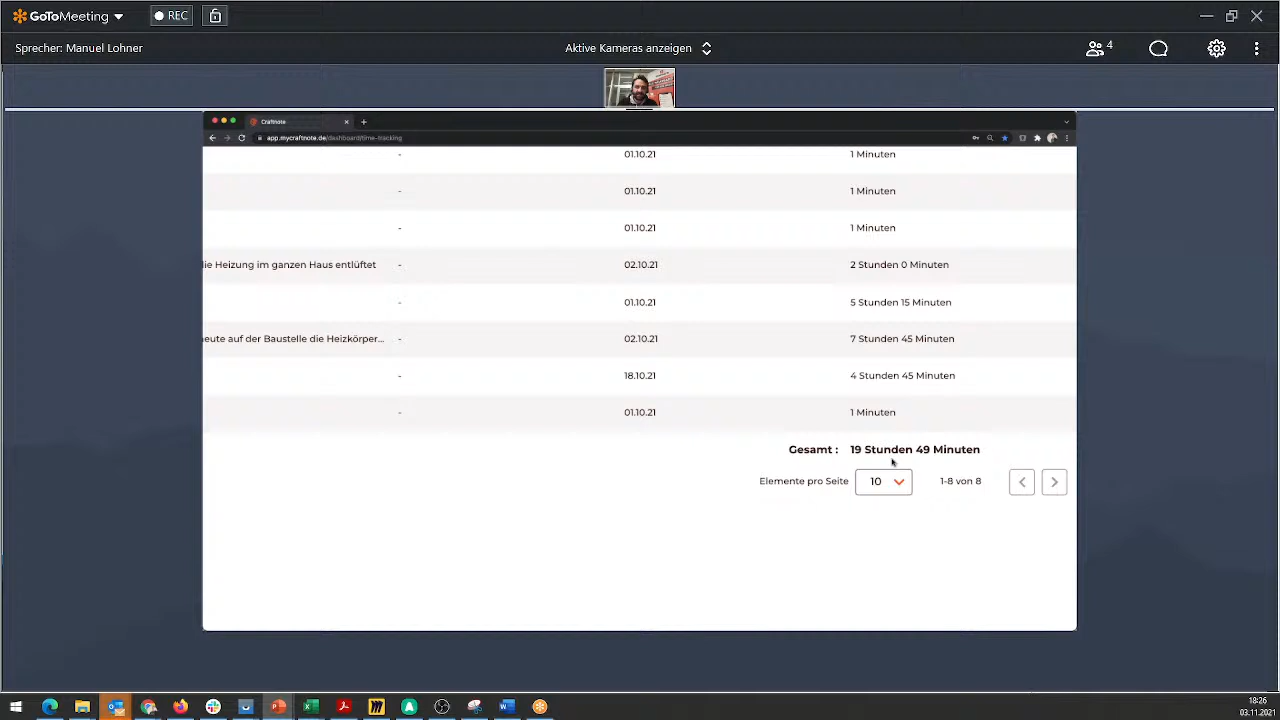 GoToMeeting
REC
Sprecher: Manuel Lohner
Aktive Kameras anzeigen
4
Craftnote
app.mycraftnote.de/dashboard/time-tracking
- 01.10.21 1 Minuten
- 01.10.21 1 Minuten
- 01.10.21 1 Minuten
lie Heizung im ganzen Haus entlüftet - 02.10.21 2 Stunden 0 Minuten
- 01.10.21 5 Stunden 15 Minuten
heute auf der Baustelle die Heizkörper... - 02.10.21 7 Stunden 45 Minuten
- 18.10.21 4 Stunden 45 Minuten
- 01.10.21 1 Minuten
Gesamt : 19 Stunden 49 Minuten
Elemente pro Seite 10 1-8 von 8
18:26
03.11.2021